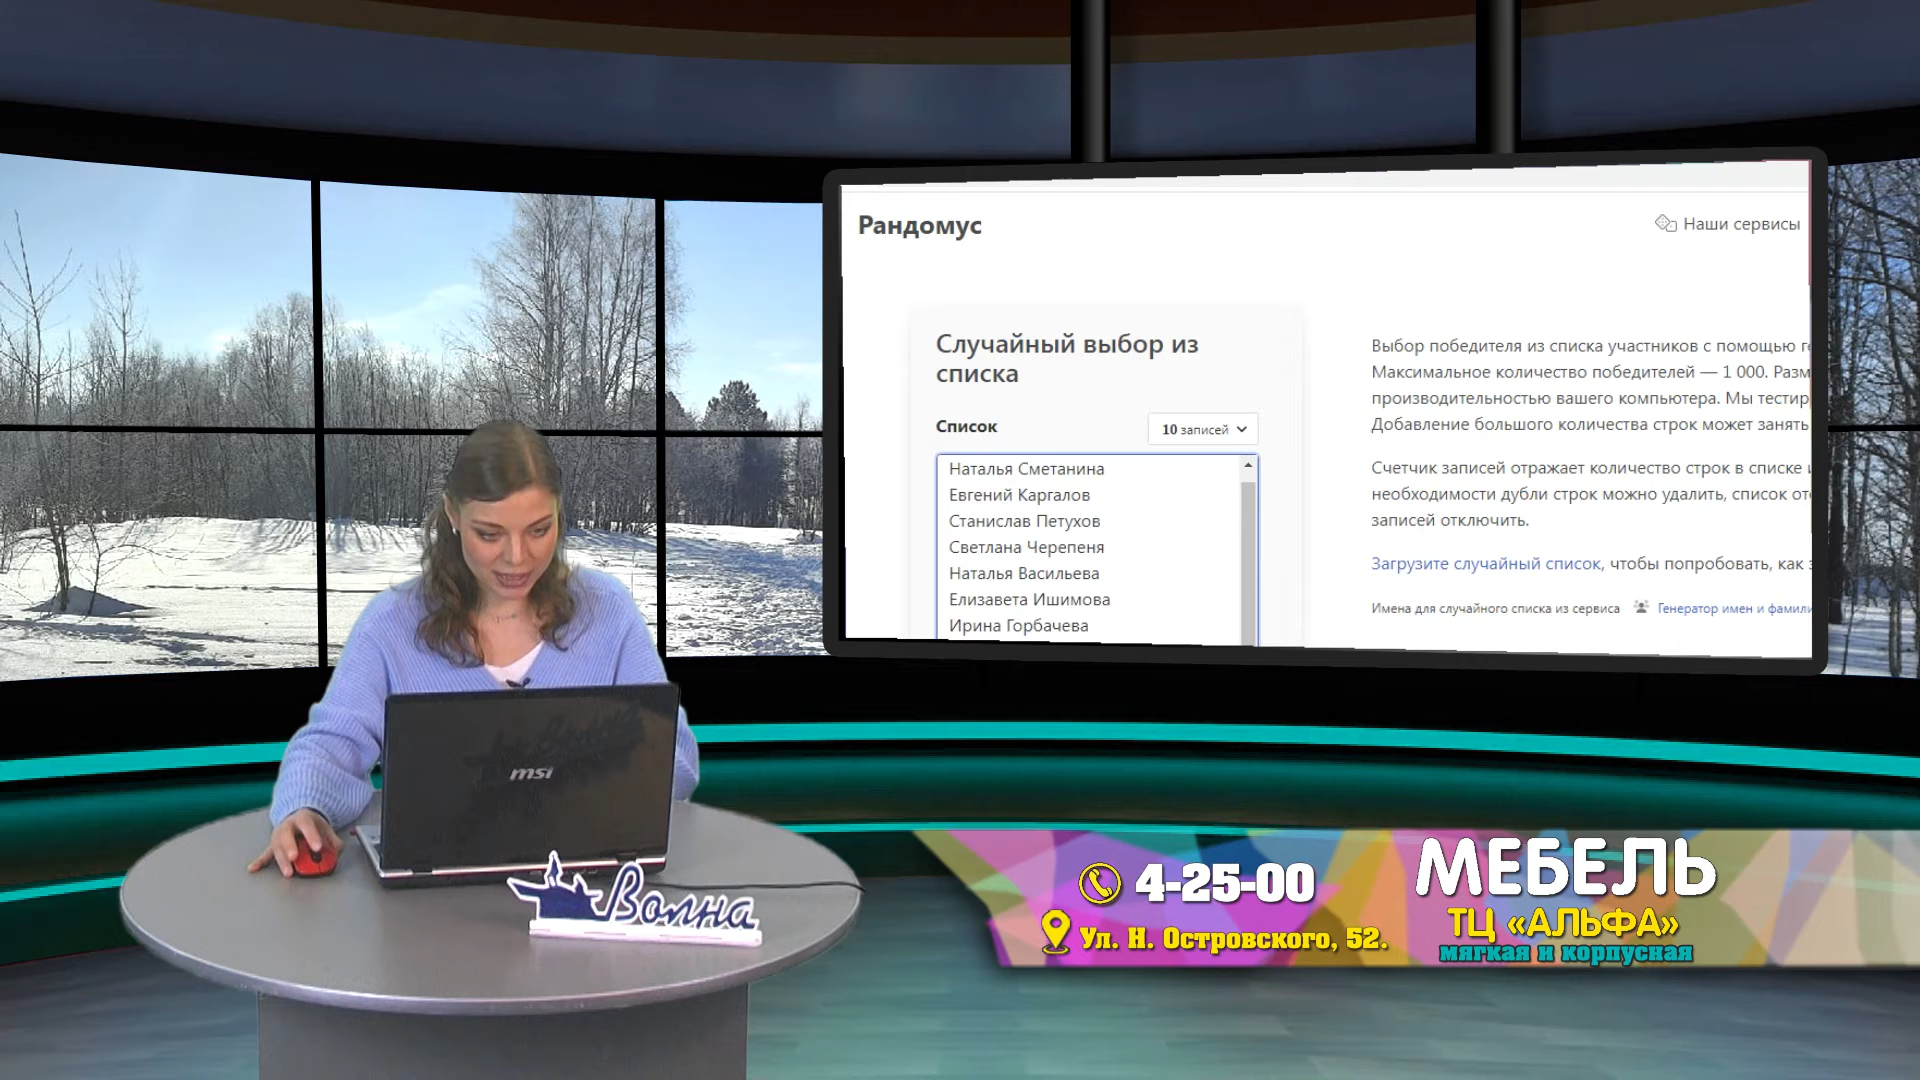 Рандомус
Наши сервисы
Случайный выбор из
списка
Список
10 записей
Наталья Сметанина
Евгений Каргалов
Станислав Петухов
Светлана Черепеня
Наталья Васильева
Елизавета Ишимова
Ирина Горбачева
Выбор победителя из списка участников с помощью
Максимальное количество победителей — 1 000. Разм
производительностью вашего компьютера. Мы тестир
Добавление большого количества строк может занять
Счетчик записей отражает количество строк в списке
необходимости дубли строк можно удалить, список от
записей отключить.
Загрузите случайный список, чтобы попробовать, как
Имена для случайного списка из сервиса Генератор имен и фамили
msi
Волна
4-25-00
Ул. Н. Островского, 52.
МЕБЕЛЬ
ТЦ «АЛЬФА»
мягкая и корпусная